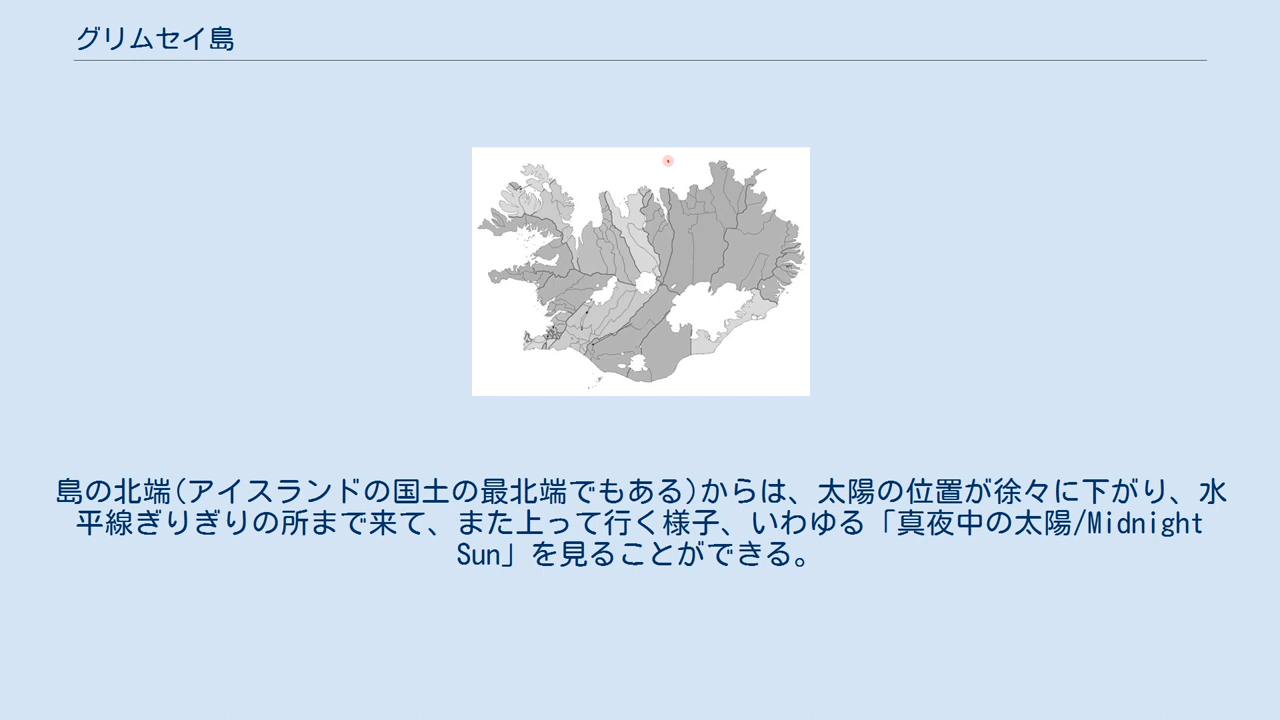 グリムセイ島
島の北端(アイスランドの国土の最北端でもある)からは、太陽の位置が徐々に下がり、水
平線ぎりぎりの所まで来て、また上って行く様子、いわゆる「真夜中の太陽/Midnight
Sun」を見ることができる。